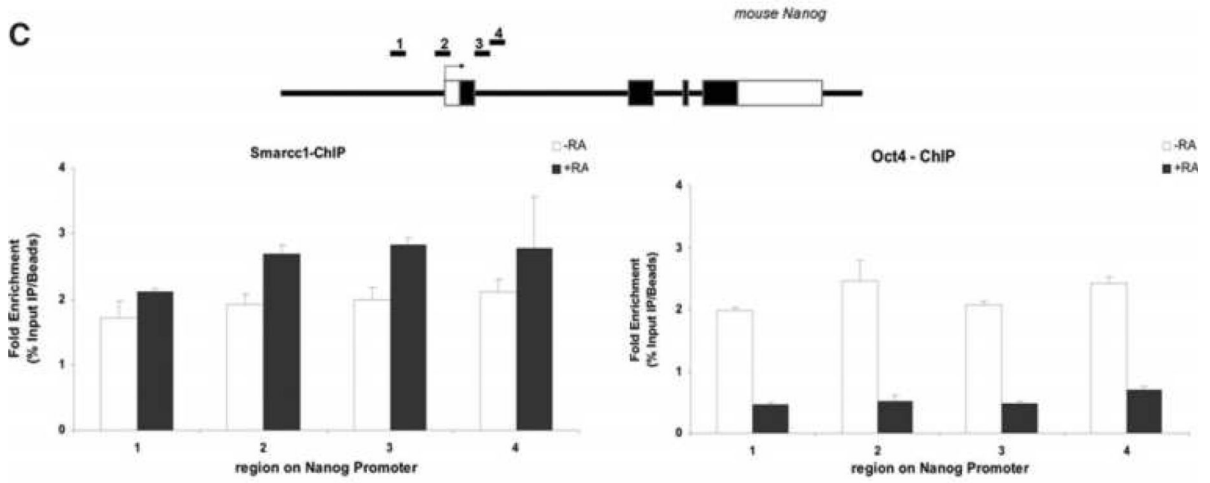 C
mouse Nanog
1 2 3 4
Smarcc1-ChIP
-RA
+RA
4
3
2
1
0
Fold Enrichment
(% Input IP/Beads)
1 2 3 4
region on Nanog Promoter
Oct4 - ChIP
-RA
+RA
4
3
2
1
0
Fold Enrichment
(% Input IP/Beads)
1 2 3 4
region on Nanog Promoter